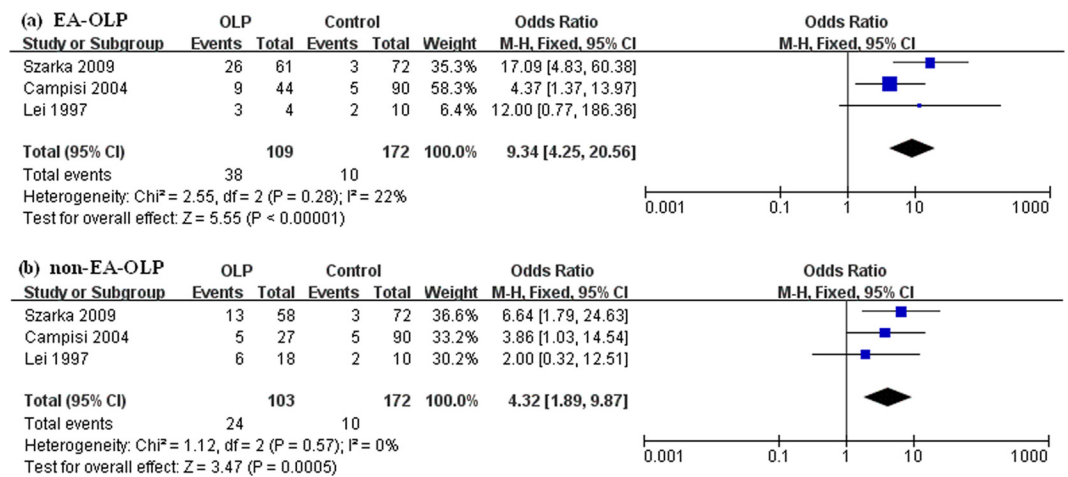 (a) EA-OLP OLP Control Odds Ratio Odds Ratio
Study or Subgroup Events Total Events Total Weight M-H, Fixed, 95% CI M-H, Fixed, 95% CI
Szarka 2009 26 61 3 72 35.3% 17.09 [4.83, 60.38]
Campisi 2004 9 44 5 90 58.3% 4.37 [1.37, 13.97]
Lei 1997 3 4 2 10 6.4% 12.00 [0.77, 186.36]
Total (95% CI) 109 172 100.0% 9.34 [4.25, 20.56]
Total events 38 10
Heterogeneity: Chi² = 2.55, df = 2 (P = 0.28); I² = 22%
Test for overall effect: Z = 5.55 (P < 0.00001)
0.001 0.1 1 10 1000
(b) non-EA-OLP OLP Control Odds Ratio Odds Ratio
Study or Subgroup Events Total Events Total Weight M-H, Fixed, 95% CI M-H, Fixed, 95% CI
Szarka 2009 13 58 3 72 36.6% 6.64 [1.79, 24.63]
Campisi 2004 5 27 5 90 33.2% 3.86 [1.03, 14.54]
Lei 1997 6 18 2 10 30.2% 2.00 [0.32, 12.51]
Total (95% CI) 103 172 100.0% 4.32 [1.89, 9.87]
Total events 24 10
Heterogeneity: Chi² = 1.12, df = 2 (P = 0.57); I² = 0%
Test for overall effect: Z = 3.47 (P = 0.0005)
0.001 0.1 1 10 1000